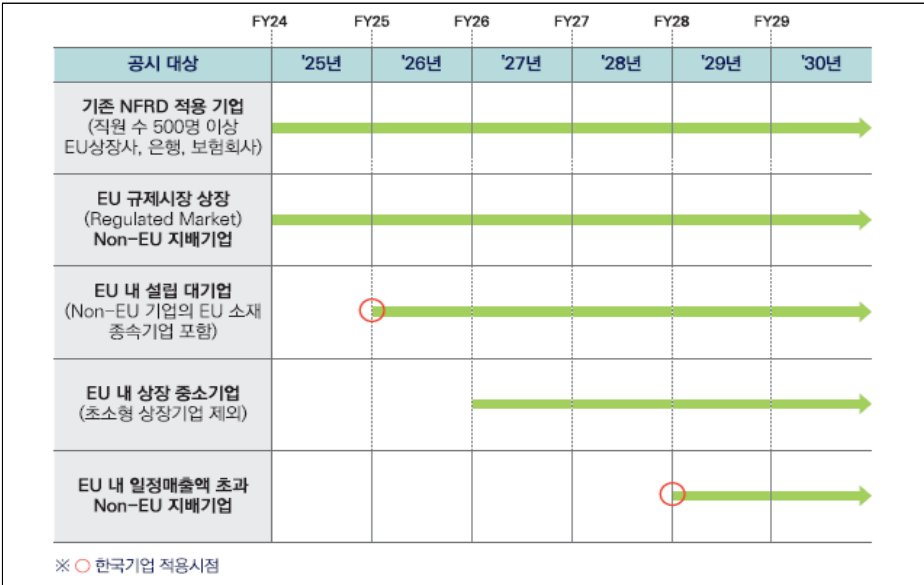 FY24 FY25 FY26 FY27 FY28 FY29
공시 대상 '25년 '26년 '27년 '28년 '29년 '30년
기존 NFRD 적용 기업
(직원 수 500명 이상
EU상장사, 은행, 보험회사)
EU 규제시장 상장
(Regulated Market)
Non-EU 지배기업
EU 내 설립 대기업
(Non-EU 기업의 EU 소재
종속기업 포함)
EU 내 상장 중소기업
(초소형 상장기업 제외)
EU 내 일정매출액 초과
Non-EU 지배기업
※ ○ 한국기업 적용시점